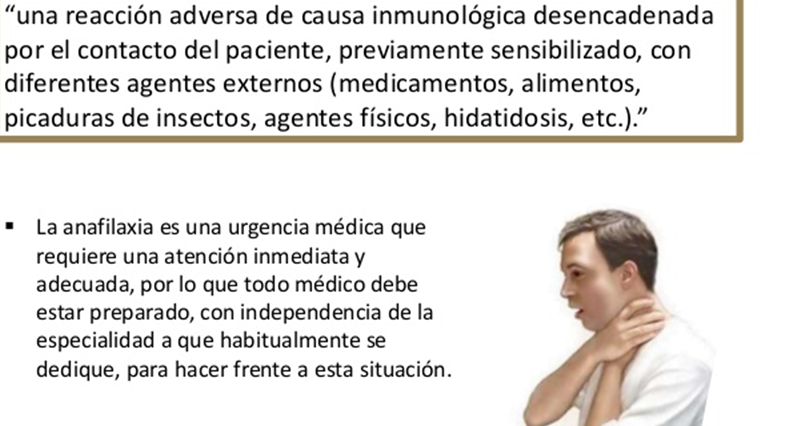 “una reacción adversa de causa inmunológica desencadenada
por el contacto del paciente, previamente sensibilizado, con
diferentes agentes externos (medicamentos, alimentos,
picaduras de insectos, agentes físicos, hidatidosis, etc.).”
▪ La anafilaxia es una urgencia médica que
requiere una atención inmediata y
adecuada, por lo que todo médico debe
estar preparado, con independencia de la
especialidad a que habitualmente se
dedique, para hacer frente a esta situación.